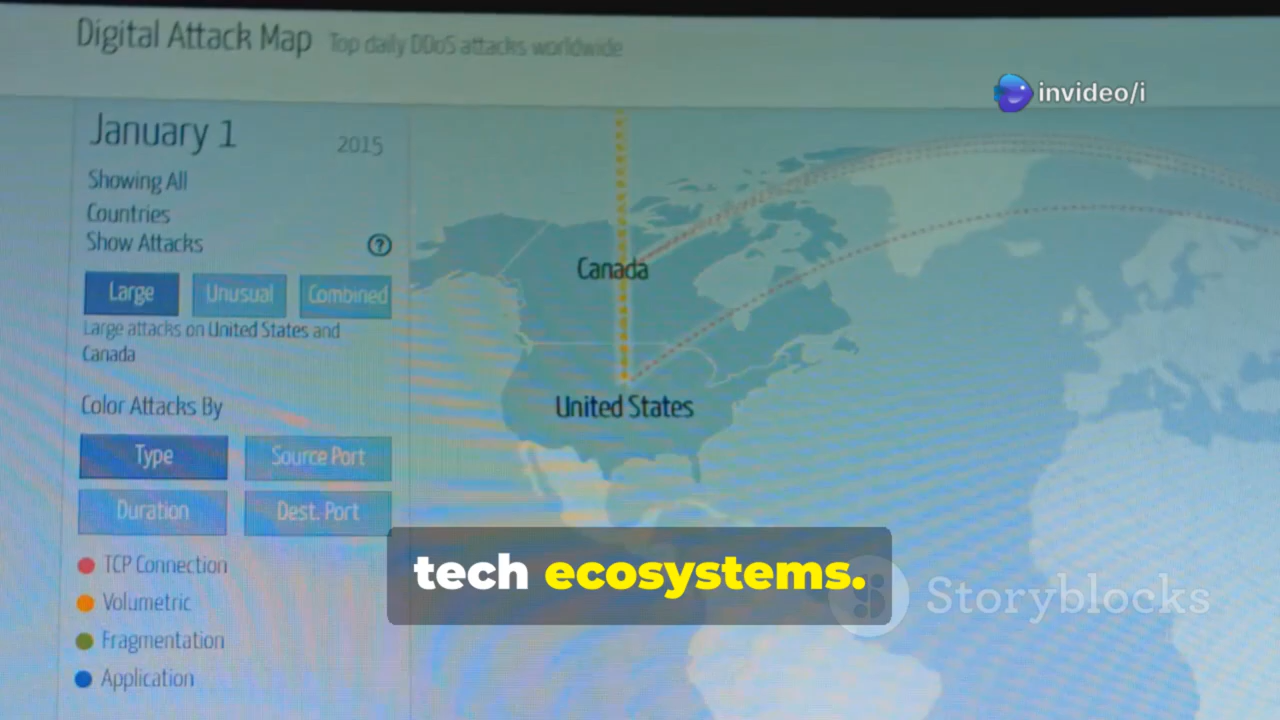 Digital Attack Map Top daily DDoS attacks worldwide
invideo/i
January 1 2015
Showing All
Countries
Show Attacks ?
Large Unusual Combined
Large attacks on United States and
Canada
Color Attacks By
Type Source Port
Duration Dest. Port
TCP Connection
Volumetric
Fragmentation
Application
Canada
United States
tech ecosystems.
Storyblocks